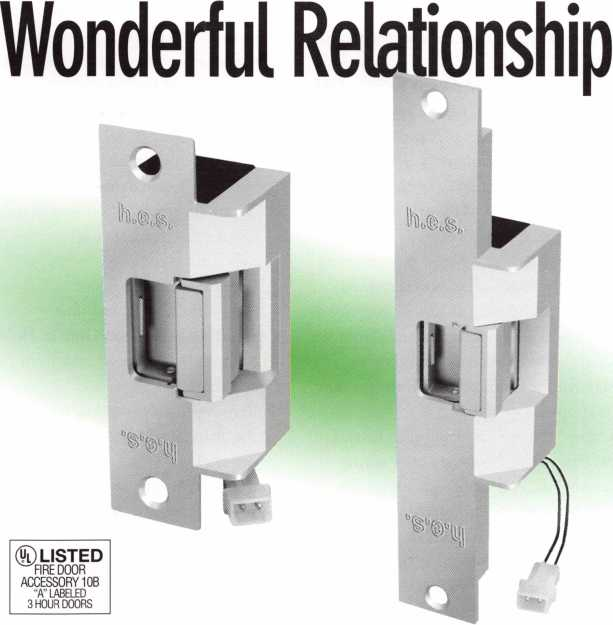 Wonderful Relationship
h.e.s.
h.e.s.
h.e.s.
h.e.s.
UL LISTED
FIRE DOOR
ACCESSORY 10B
"A" LABELED
3 HOUR DOORS